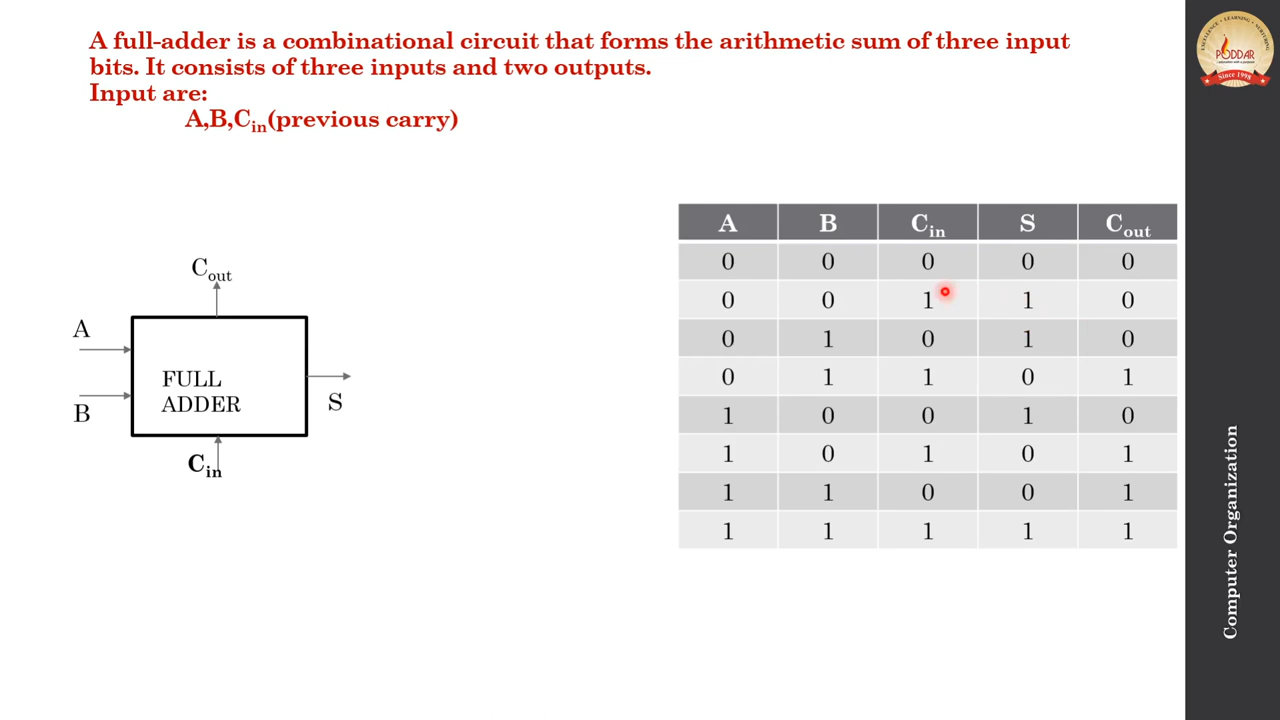 A full-adder is a combinational circuit that forms the arithmetic sum of three input
bits. It consists of three inputs and two outputs.
Input are:
A,B,Cin(previous carry)
Cout
A
B
FULL
ADDER
S
Cin
A B Cin S Cout
0 0 0 0 0
0 0 1 1 0
0 1 0 1 0
0 1 1 0 1
1 0 0 1 0
1 0 1 0 1
1 1 0 0 1
1 1 1 1 1
EXCELLENCE LEARNING NURTURING
PODDAR
Since 1998
Computer Organization